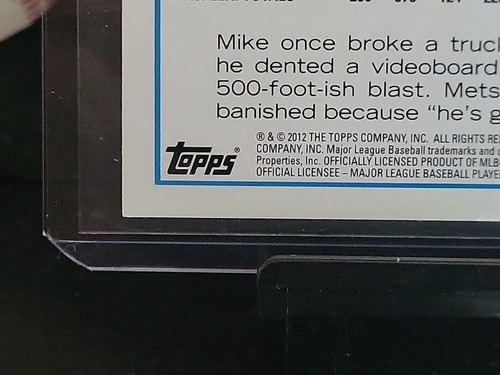 Mike once broke a truck
he dented a videoboard
500-foot-ish blast. Mets
banished because "he's g
® & © 2012 THE TOPPS COMPANY, INC. ALL RIGHTS RE
COMPANY, INC. Major League Baseball trademarks and c
Properties, Inc. OFFICIALLY LICENSED PRODUCT OF MLB
OFFICIAL LICENSEE – MAJOR LEAGUE BASEBALL PLAYE
Topps®